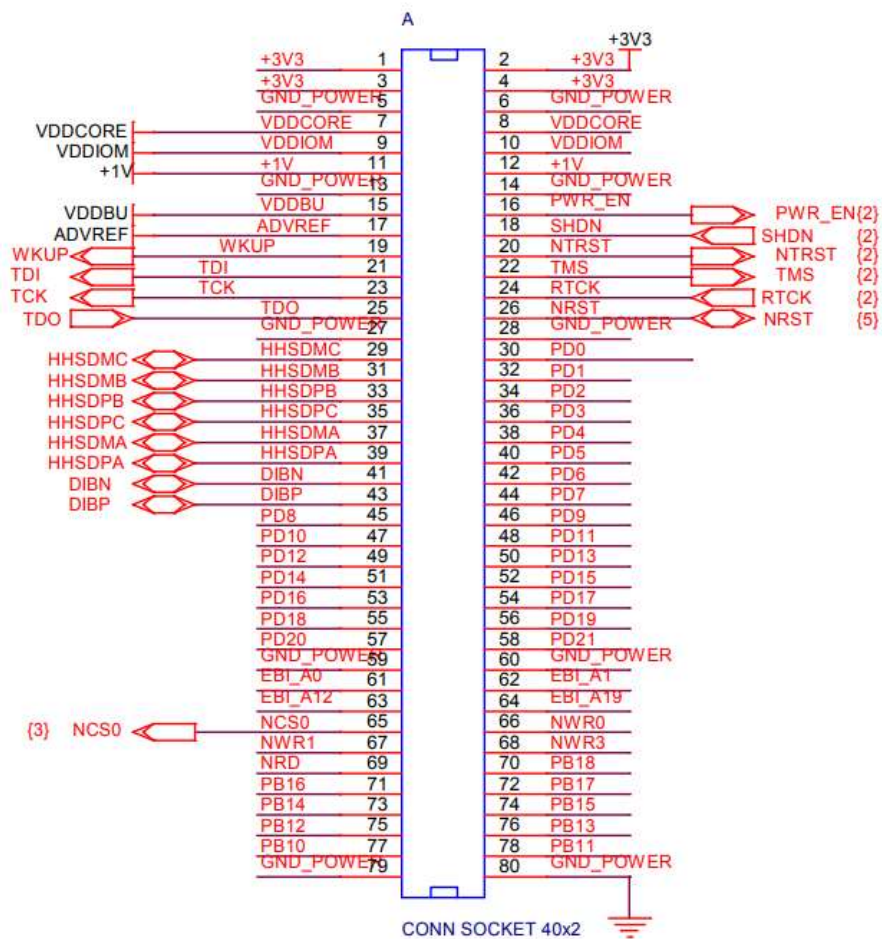 A
+3V3
+3V3 1 2 +3V3
+3V3 3 4 +3V3
GND_POWER 5 6 GND_POWER
VDDCORE VDDCORE 7 8 VDDCORE
VDDIOM VDDIOM 9 10 VDDIOM
+1V +1V 11 12 +1V
GND_POWER 13 14 GND_POWER
VDDBU VDDBU 15 16 PWR_EN PWR_EN{2}
ADVREF ADVREF 17 18 SHDN SHDN {2}
WKUP WKUP 19 20 NTRST NTRST {2}
TDI TDI 21 22 TMS TMS {2}
TCK TCK 23 24 RTCK RTCK {2}
TDO TDO 25 26 NRST NRST {5}
GND_POWER 27 28 GND_POWER
HHSDMC HHSDMC 29 30 PD0
HHSDMB HHSDMB 31 32 PD1
HHSDPB HHSDPB 33 34 PD2
HHSDPC HHSDPC 35 36 PD3
HHSDMA HHSDMA 37 38 PD4
HHSDPA HHSDPA 39 40 PD5
DIBN DIBN 41 42 PD6
DIBP DIBP 43 44 PD7
PD8 45 46 PD9
PD10 47 48 PD11
PD12 49 50 PD13
PD14 51 52 PD15
PD16 53 54 PD17
PD18 55 56 PD19
PD20 57 58 PD21
GND_POWER 59 60 GND_POWER
EBI_A0 61 62 EBI_A1
EBI_A12 63 64 EBI_A19
{3} NCS0 NCS0 65 66 NWR0
NWR1 67 68 NWR3
NRD 69 70 PB18
PB16 71 72 PB17
PB14 73 74 PB15
PB12 75 76 PB13
PB10 77 78 PB11
GND_POWER 79 80 GND_POWER
CONN SOCKET 40x2